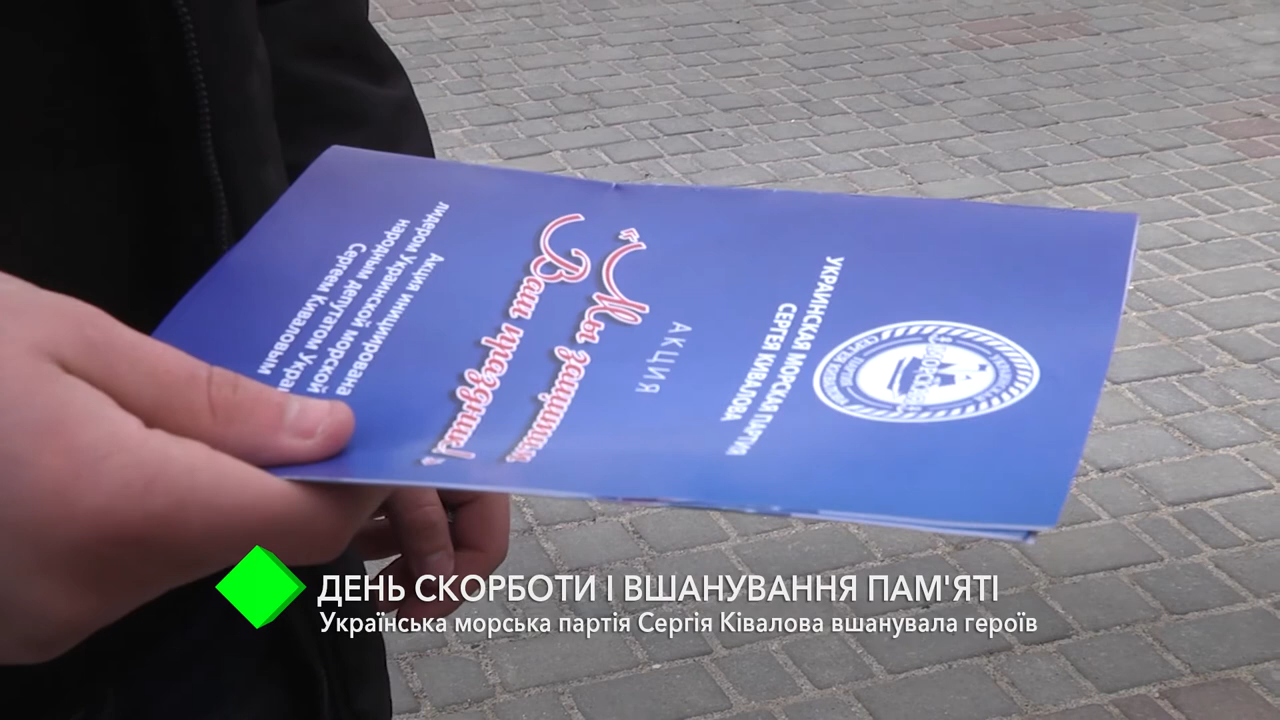 УКРАИНСКАЯ МОРСКАЯ ПАРТИЯ
СЕРГЕЯ КИВАЛОВА
АКЦИЯ
«Мы защитим
Ваш праздник!»
Акция инициирована
лидером Украинской морской
народным депутатом
Сергеем Киваловым
ДЕНЬ СКОРБОТИ І ВШАНУВАННЯ ПАМ'ЯТІ
Українська морська партія Сергія Ківалова вшанувала героїв